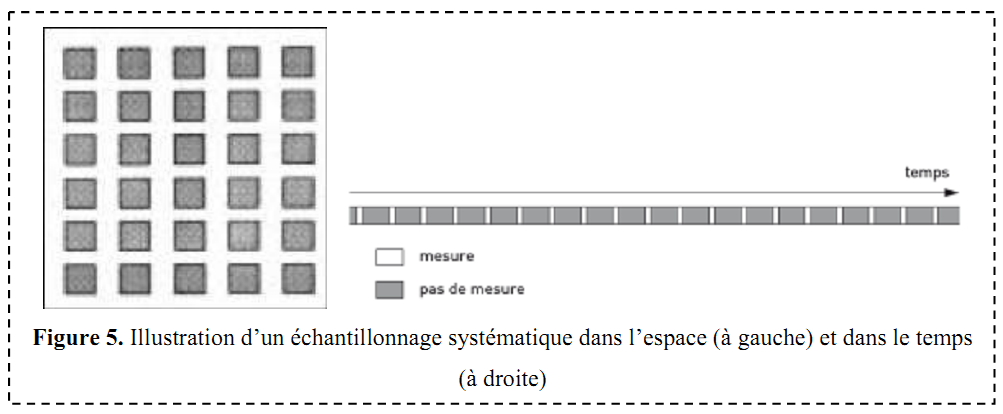 temps
mesure
pas de mesure
Figure 5. Illustration d’un échantillonnage systématique dans l’espace (à gauche) et dans le temps
(à droite)